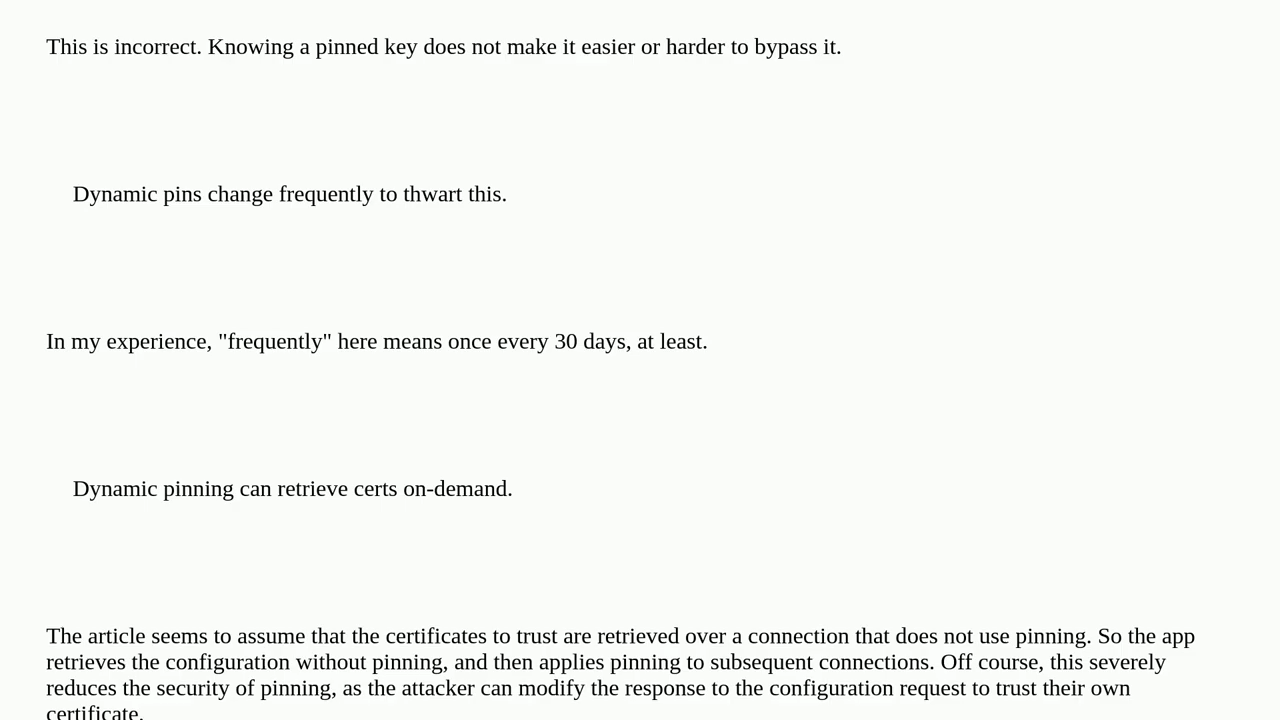 This is incorrect. Knowing a pinned key does not make it easier or harder to bypass it.
Dynamic pins change frequently to thwart this.
In my experience, "frequently" here means once every 30 days, at least.
Dynamic pinning can retrieve certs on-demand.
The article seems to assume that the certificates to trust are retrieved over a connection that does not use pinning. So the app
retrieves the configuration without pinning, and then applies pinning to subsequent connections. Off course, this severely
reduces the security of pinning, as the attacker can modify the response to the configuration request to trust their own
certificate.